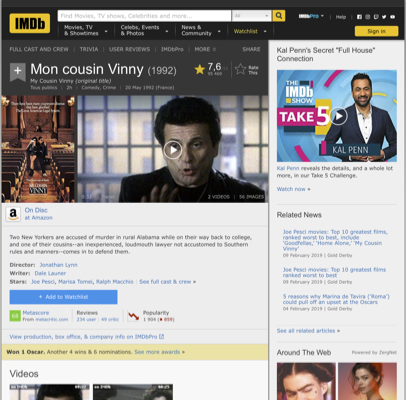 IMDb
Find Movies, TV shows, Celebrities and more...
All
IMDbPro
Help
Movies, TV & Showtimes
Celebs, Events & Photos
News & Community
Watchlist
Sign in
FULL CAST AND CREW | TRIVIA | USER REVIEWS | IMDbPro | MORE
SHARE
Mon cousin Vinny (1992)
My Cousin Vinny (original title)
Tous publics | 2h | Comedy, Crime | 20 May 1992 (France)
7,6
Rate This
2 VIDEOS | 56 IMAGES
On Disc
at Amazon
Two New Yorkers are accused of murder in rural Alabama while on their way back to college,
and one of their cousins--an inexperienced, loudmouth lawyer not accustomed to Southern
rules and manners--comes in to defend them.
Director: Jonathan Lynn
Writer: Dale Launer
Stars: Joe Pesci, Marisa Tomei, Ralph Macchio | See full cast & crew »
+ Add to Watchlist
Metascore
From metacritic.com
Reviews
234 user | 49 critic
Popularity
1 904 (859)
View production, box office, & company info on IMDbPro
Won 1 Oscar. Another 4 wins & 6 nominations. See more awards »
Videos
Kal Penn's Secret "Full House"
Connection
THE IMDb SHOW
TAKE 5
KAL PENN
Kal Penn reveals the details, and a whole lot
more, in our Take 5 Challenge.
Watch now »
Related News
Joe Pesci movies: Top 10 greatest films,
ranked worst to best, include
'Goodfellas,' 'Home Alone,' 'My Cousin
Vinny'
09 February 2019 | Gold Derby
Joe Pesci movies: 10 greatest films,
ranked worst to best
09 February 2019 | Gold Derby
5 reasons why Marina de Tavira ('Roma')
could pull off an upset at the Oscars
04 February 2019 | Gold Derby
See all related articles »
Around The Web
Powered by ZergNet